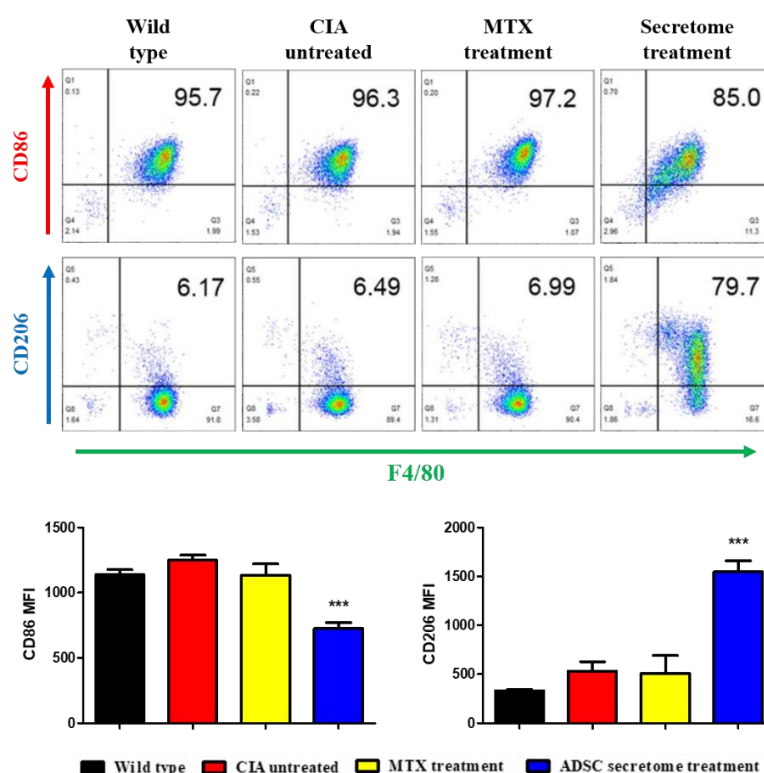 Wild type
CIA untreated
MTX treatment
Secretome treatment
CD86
Q1
0.13
95.7
Q4
2.14
Q3
1.99
Q1
0.22
96.3
Q4
1.53
Q3
1.94
Q1
0.20
97.2
Q4
1.55
Q3
1.07
Q1
0.70
85.0
Q4
2.96
Q3
11.3
CD206
Q5
0.43
6.17
Q8
1.64
Q7
Q5
0.55
6.49
Q8
3.58
Q7
89.4
Q5
1.28
6.99
Q8
1.31
Q7
90.4
Q5
1.84
79.7
Q8
1.86
Q7
16.6
F4/80
CD86 MFI
1500
1000
500
0
***
CD206 MFI
2000
1500
1000
500
0
***
Wild type
CIA untreated
MTX treatment
ADSC secretome treatment